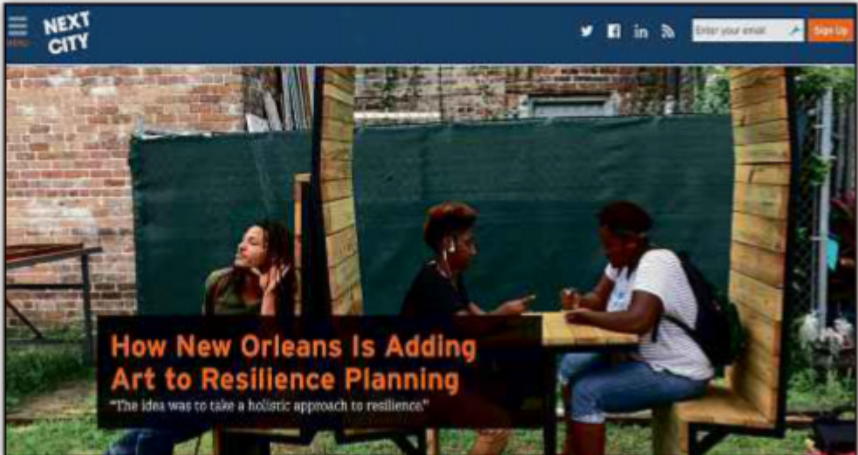 MENU
NEXT
CITY
in
Enter your email
Sign Up
How New Orleans Is Adding
Art to Resilience Planning
"The idea was to take a holistic approach to resilience."